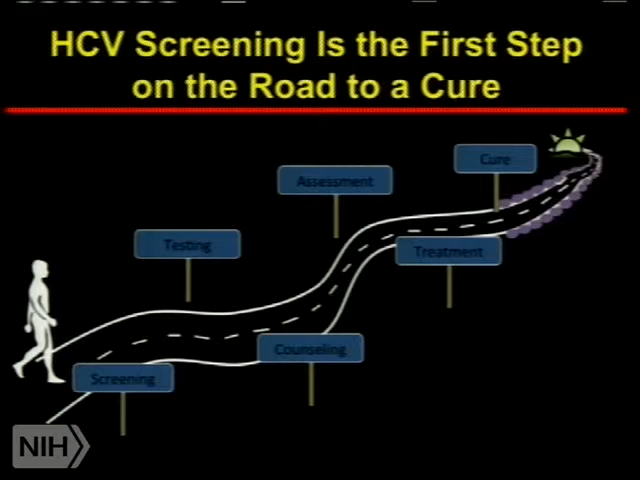 HCV Screening Is the First Step
on the Road to a Cure
Cure
Assessment
Testing
Treatment
Counseling
Screening
NIH